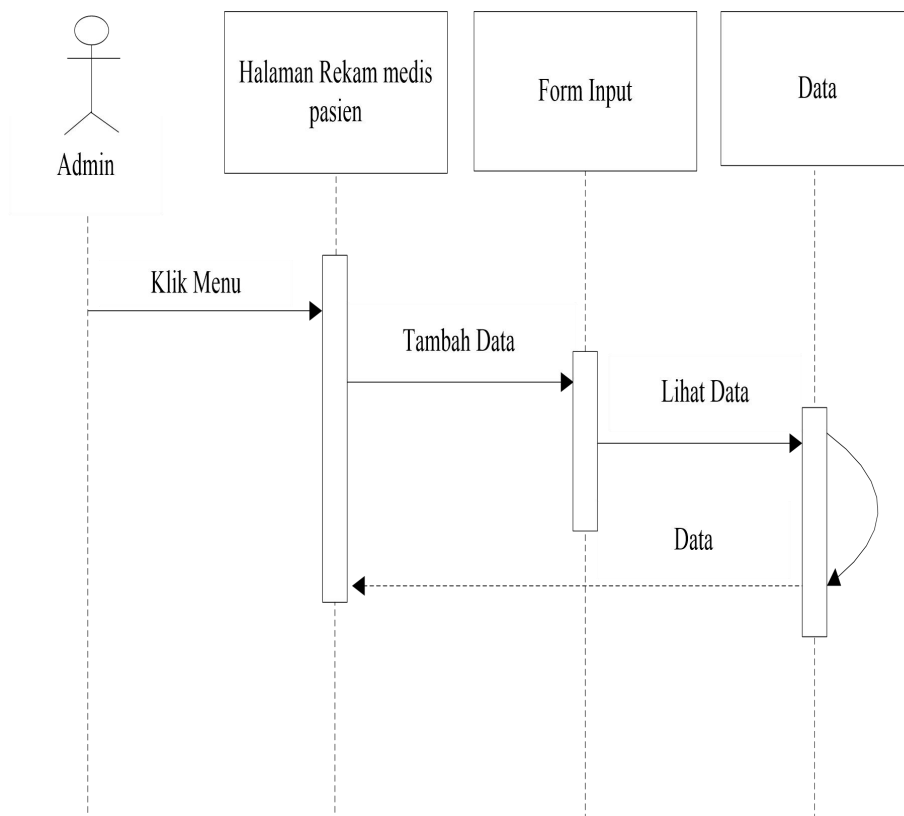 Halaman Rekam medis
pasien
Form Input
Data
Admin
Klik Menu
Tambah Data
Lihat Data
Data